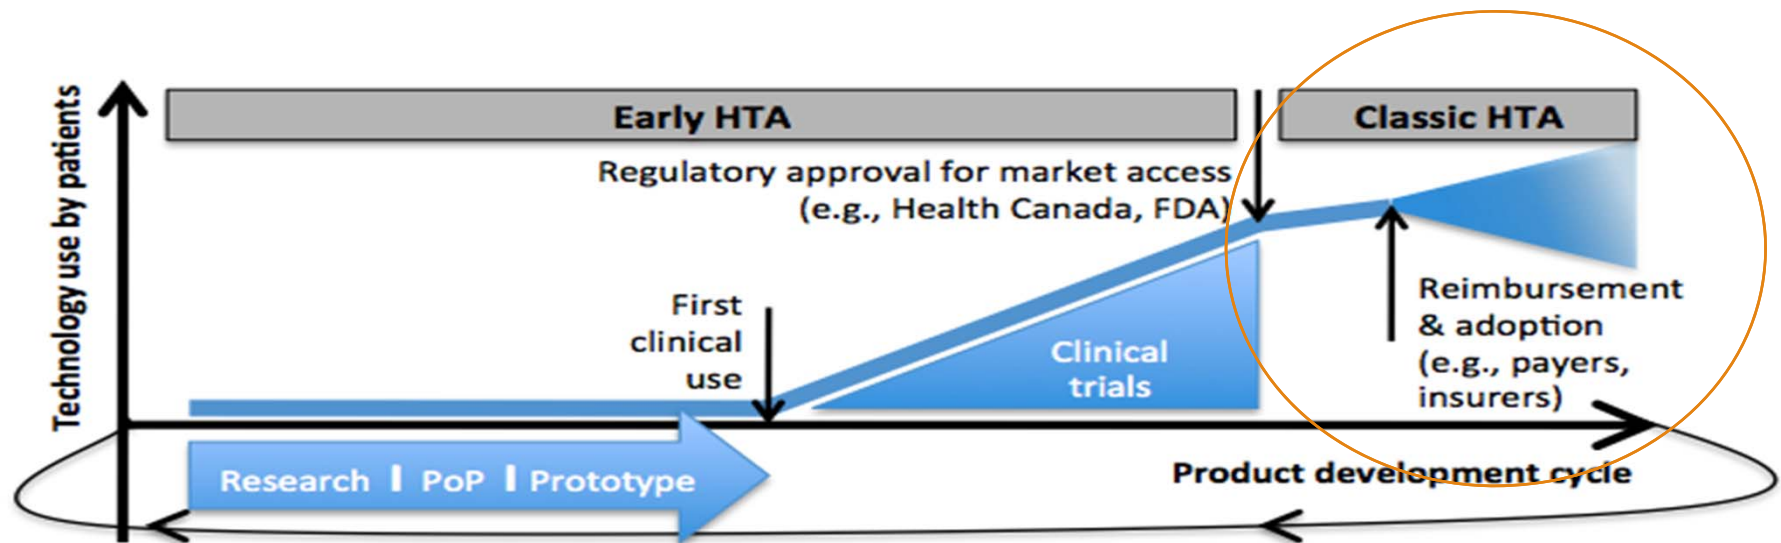 Technology use by patients
Early HTA
Classic HTA
Regulatory approval for market access
(e.g., Health Canada, FDA)
First
clinical
use
Clinical
trials
Reimbursement
& adoption
(e.g., payers,
insurers)
Research I PoP I Prototype
Product development cycle